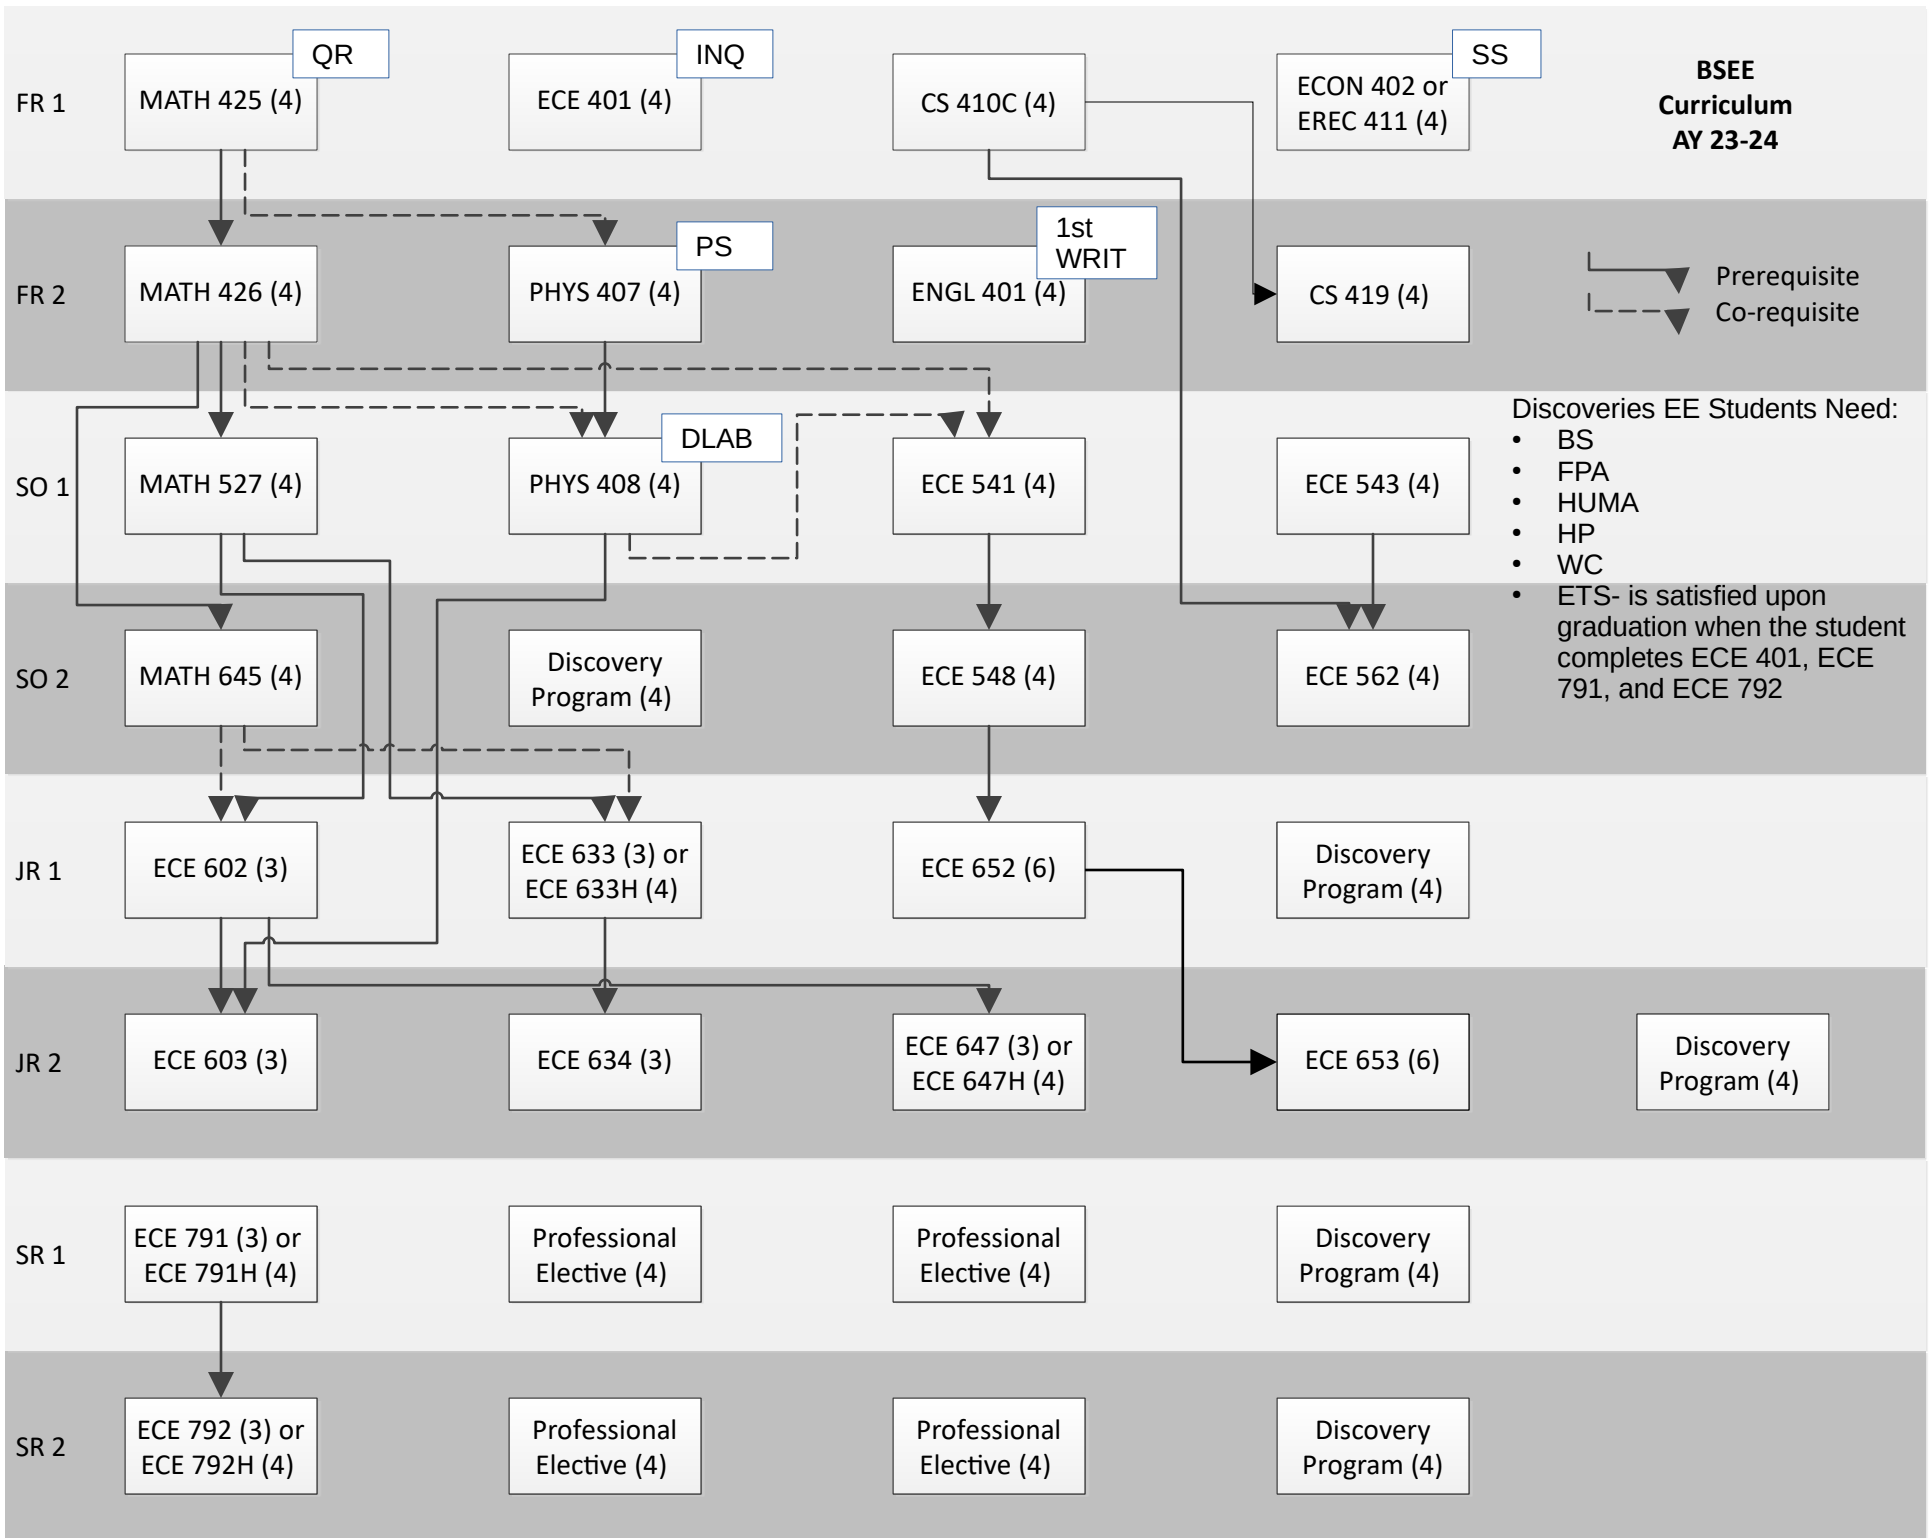 QR
INQ
SS
FR 1
MATH 425 (4)
ECE 401 (4)
CS 410C (4)
ECON 402 or
EREC 411 (4)
BSEE
Curriculum
AY 23-24
PS
1st
WRIT
FR 2
MATH 426 (4)
PHYS 407 (4)
ENGL 401 (4)
CS 419 (4)
Prerequisite
Co-requisite
DLAB
SO 1
MATH 527 (4)
PHYS 408 (4)
ECE 541 (4)
ECE 543 (4)
Discoveries EE Students Need:
• BS
• FPA
• HUMA
• HP
• WC
• ETS- is satisfied upon
graduation when the student
completes ECE 401, ECE
791, and ECE 792
SO 2
MATH 645 (4)
Discovery
Program (4)
ECE 548 (4)
ECE 562 (4)
JR 1
ECE 602 (3)
ECE 633 (3) or
ECE 633H (4)
ECE 652 (6)
Discovery
Program (4)
JR 2
ECE 603 (3)
ECE 634 (3)
ECE 647 (3) or
ECE 647H (4)
ECE 653 (6)
Discovery
Program (4)
SR 1
ECE 791 (3) or
ECE 791H (4)
Professional
Elective (4)
Professional
Elective (4)
Discovery
Program (4)
SR 2
ECE 792 (3) or
ECE 792H (4)
Professional
Elective (4)
Professional
Elective (4)
Discovery
Program (4)